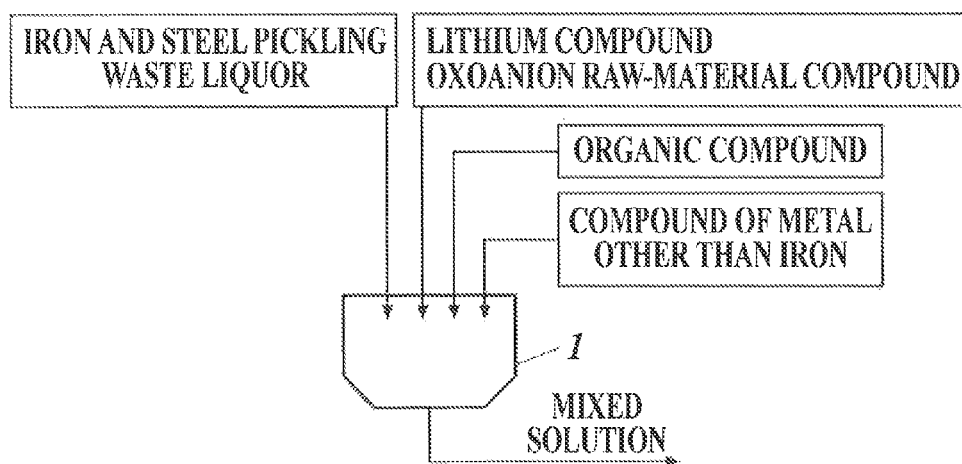 IRON AND STEEL PICKLING
WASTE LIQUOR
LITHIUM COMPOUND
OXOANION RAW-MATERIAL COMPOUND
ORGANIC COMPOUND
COMPOUND OF METAL
OTHER THAN IRON
1
MIXED
SOLUTION